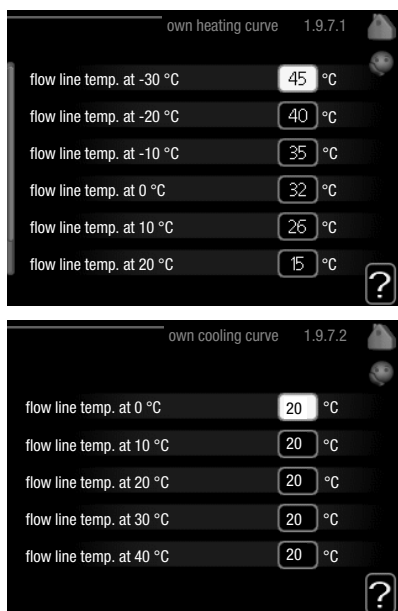 own heating curve 1.9.7.1
flow line temp. at -30 °C 45 °C
flow line temp. at -20 °C 40 °C
flow line temp. at -10 °C 35 °C
flow line temp. at 0 °C 32 °C
flow line temp. at 10 °C 26 °C
flow line temp. at 20 °C 15 °C
?
own cooling curve 1.9.7.2
flow line temp. at 0 °C 20 °C
flow line temp. at 10 °C 20 °C
flow line temp. at 20 °C 20 °C
flow line temp. at 30 °C 20 °C
flow line temp. at 40 °C 20 °C
?